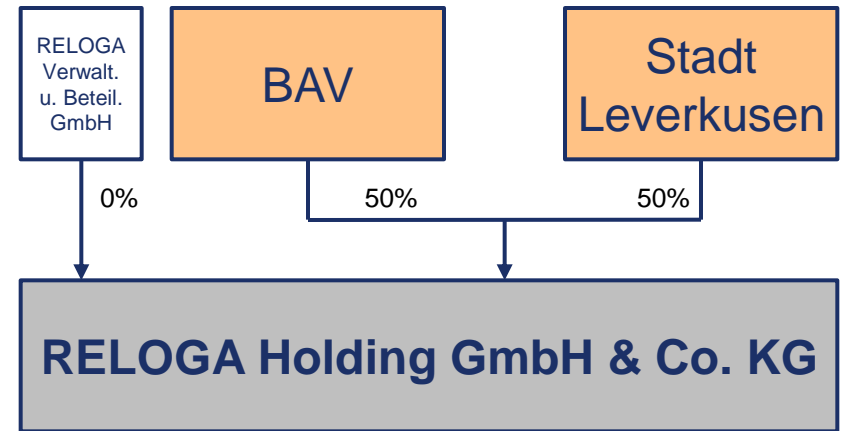 RELOGA
Verwalt.
u. Beteil.
GmbH
BAV
Stadt
Leverkusen
0%
50%
50%
RELOGA Holding GmbH & Co. KG